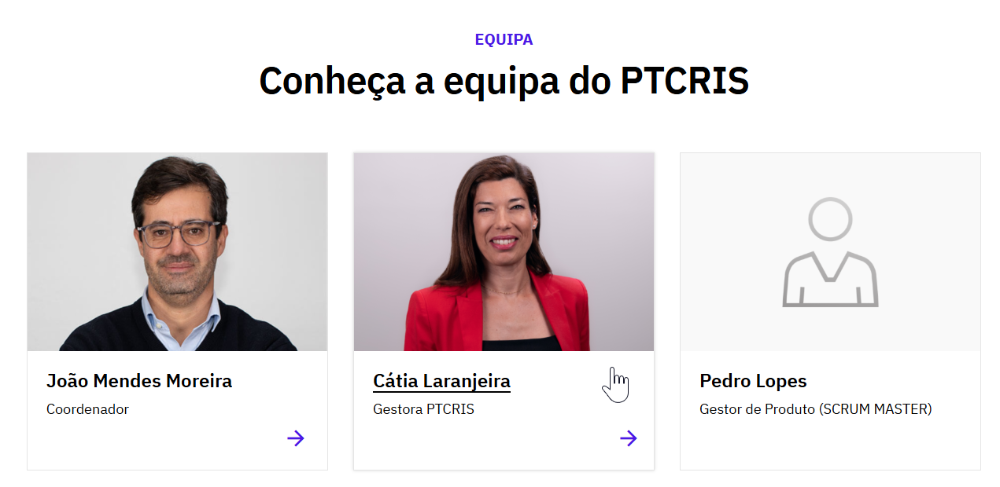 EQUIPA
Conheça a equipa do PTCRIS
João Mendes Moreira
Coordenador
Cátia Laranjeira
Gestora PTCRIS
Pedro Lopes
Gestor de Produto (SCRUM MASTER)